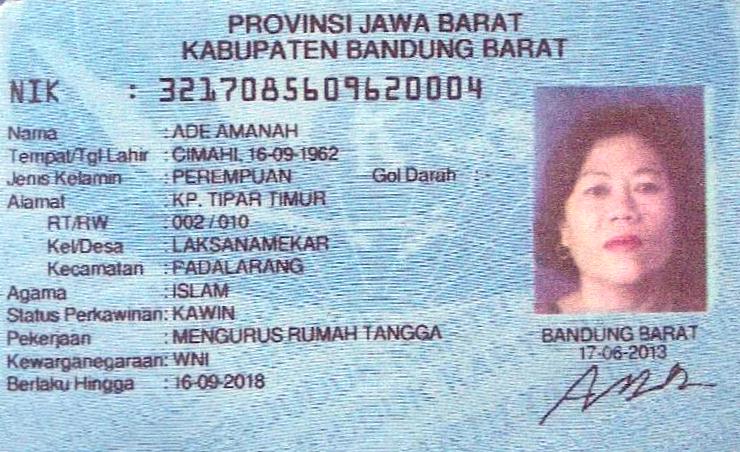 PROVINSI JAWA BARAT
KABUPATEN BANDUNG BARAT
NIK : 3217085609620004
Nama : ADE AMANAH
Tempat/Tgl Lahir : CIMAHI, 16-09-1962
Jenis Kelamin : PEREMPUAN Gol Darah : -
Alamat : KP. TIPAR TIMUR
RT/RW : 002 / 010
Kel/Desa : LAKSANAMEKAR
Kecamatan : PADALARANG
Agama : ISLAM
Status Perkawinan: KAWIN
Pekerjaan : MENGURUS RUMAH TANGGA
Kewarganegaraan: WNI
Berlaku Hingga : 16-09-2018
BANDUNG BARAT
17-06-2013